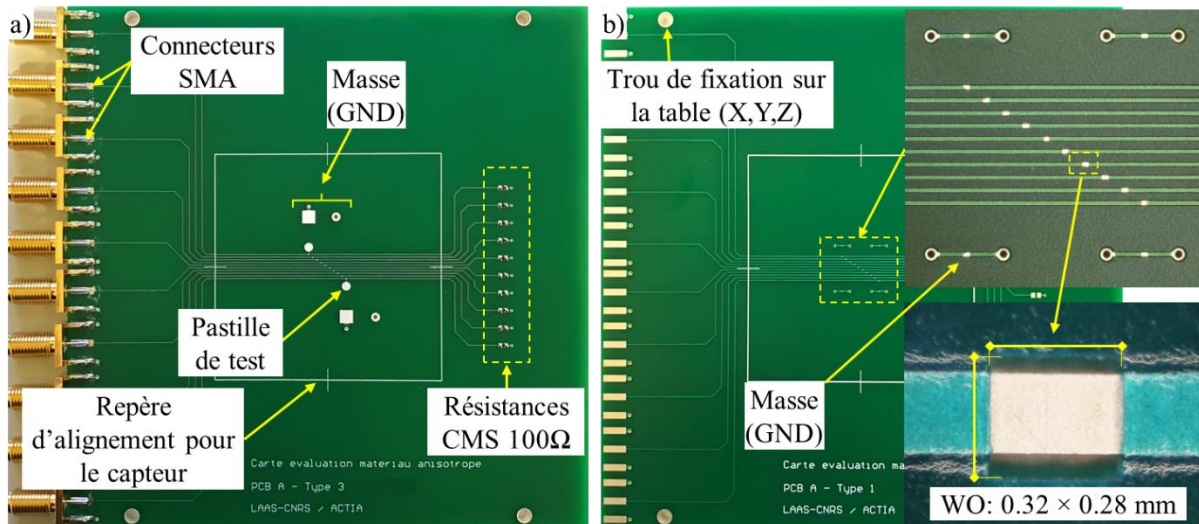 a)
Connecteurs
SMA
Masse
(GND)
Pastille
de test
Repère
d'alignement pour
le capteur
Résistances
CMS 100Ω
Carte evaluation materiau anisotrope
PCB A - Type 3
LAAS-CNRS / ACTIA
b)
Trou de fixation sur
la table (X,Y,Z)
Masse
(GND)
Carte evaluation ma
PCB A - Type 1
LAAS-CNRS / ACTIA
WO: 0.32 × 0.28 mm